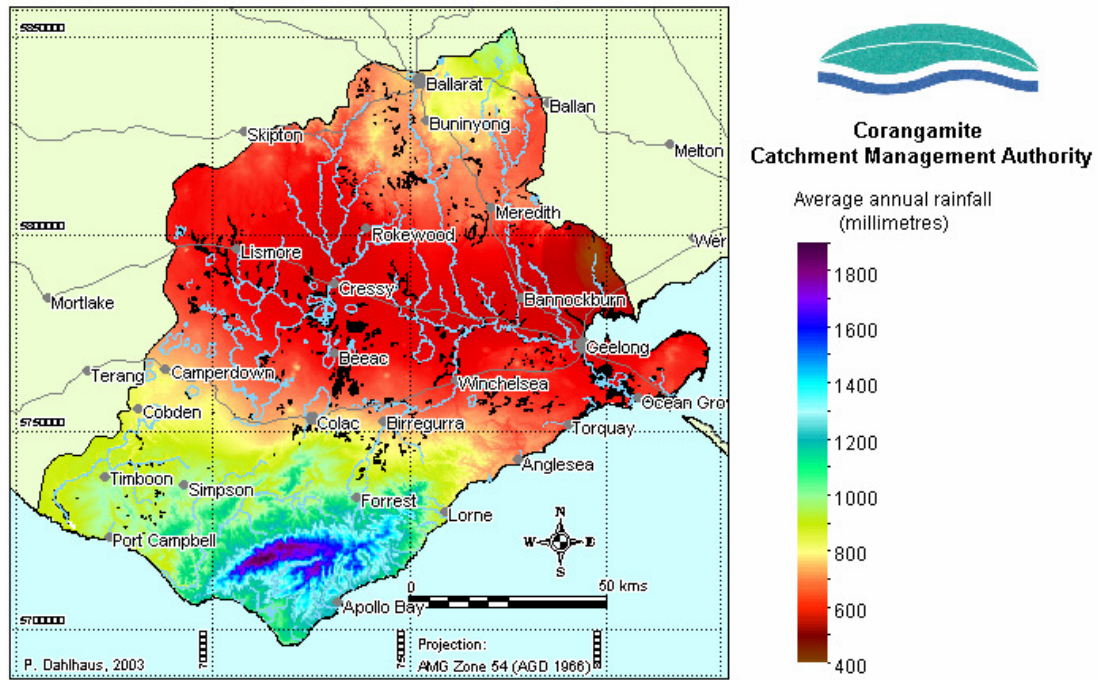 5850000
Ballarat
Ballan
Buninyong
Skipton
Melton
Meredith
5800000
Rokewood
Wer
Lismore
Cressy
Mortlake
Bannockburn
Geelong
Beeac
Terang
Camperdown
Winchelsea
Ocean Gro
Cobden
5750000
Colac
Birregurra
Torquay
Anglesea
Timboon
Simpson
Forrest
Lorne
Port Campbell
N
W
E
S
0
50 kms
Apollo Bay
5700000
Projection:
P. Dahlhaus, 2003
AMG Zone 54 (AGD 1966)
Corangamite
Catchment Management Authority
Average annual rainfall
(millimetres)
1800
1600
1400
1200
1000
800
600
400